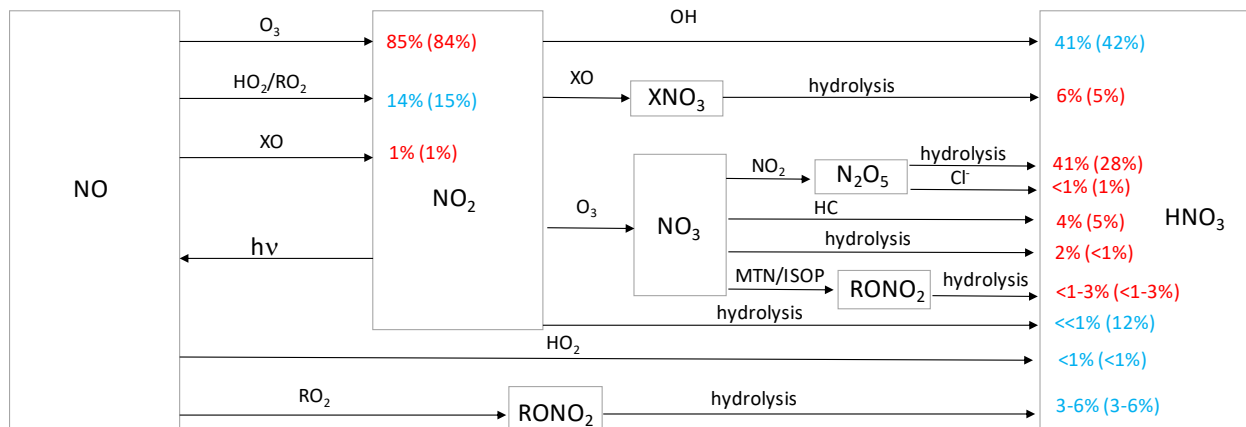 O₃
OH
85% (84%)
41% (42%)
HO₂/RO₂
XO
hydrolysis
14% (15%)
XNO₃
6% (5%)
XO
1% (1%)
hydrolysis
NO₂
N₂O₅
41% (28%)
Cl⁻
<1% (1%)
NO
NO₂
O₃
NO₃
HC
4% (5%)
HNO₃
hν
hydrolysis
2% (<1%)
MTN/ISOP
RONO₂
hydrolysis
<1-3% (<1-3%)
hydrolysis
<<1% (12%)
HO₂
<1% (<1%)
RO₂
RONO₂
hydrolysis
3-6% (3-6%)